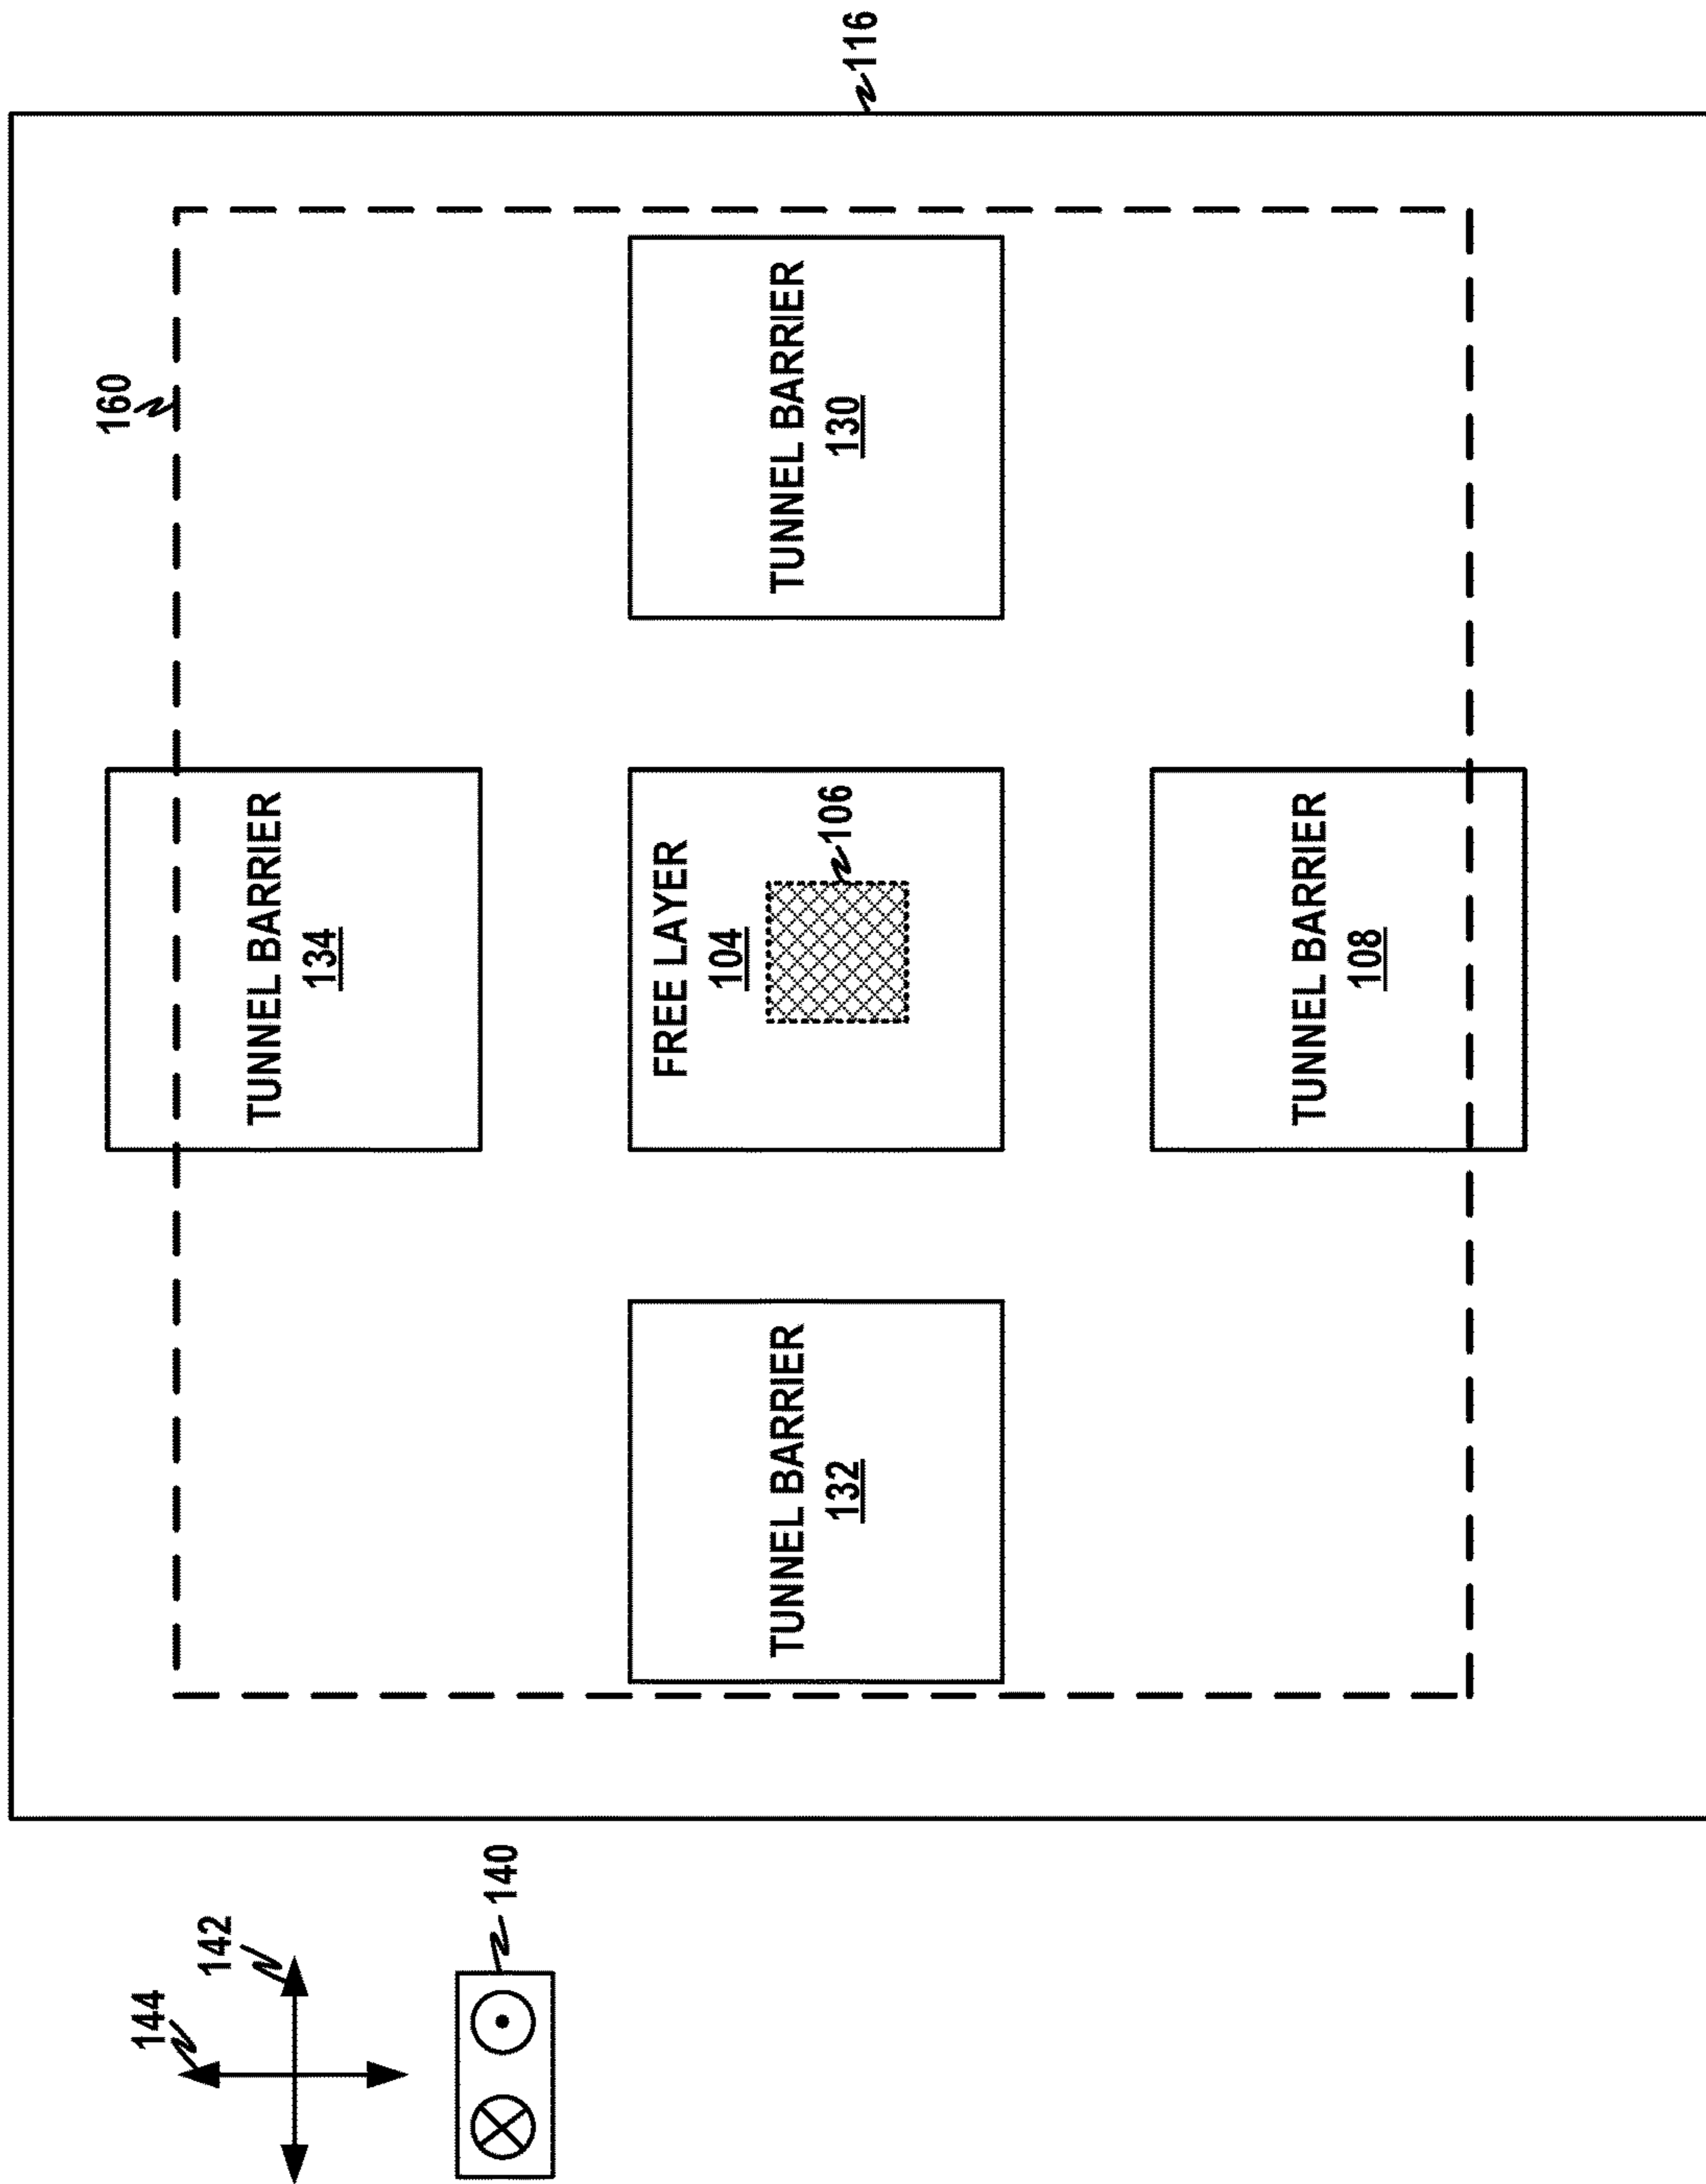 160
144
142
TUNNEL BARRIER
134
140
FREE LAYER
104
106
TUNNEL BARRIER
132
TUNNEL BARRIER
130
116
TUNNEL BARRIER
108